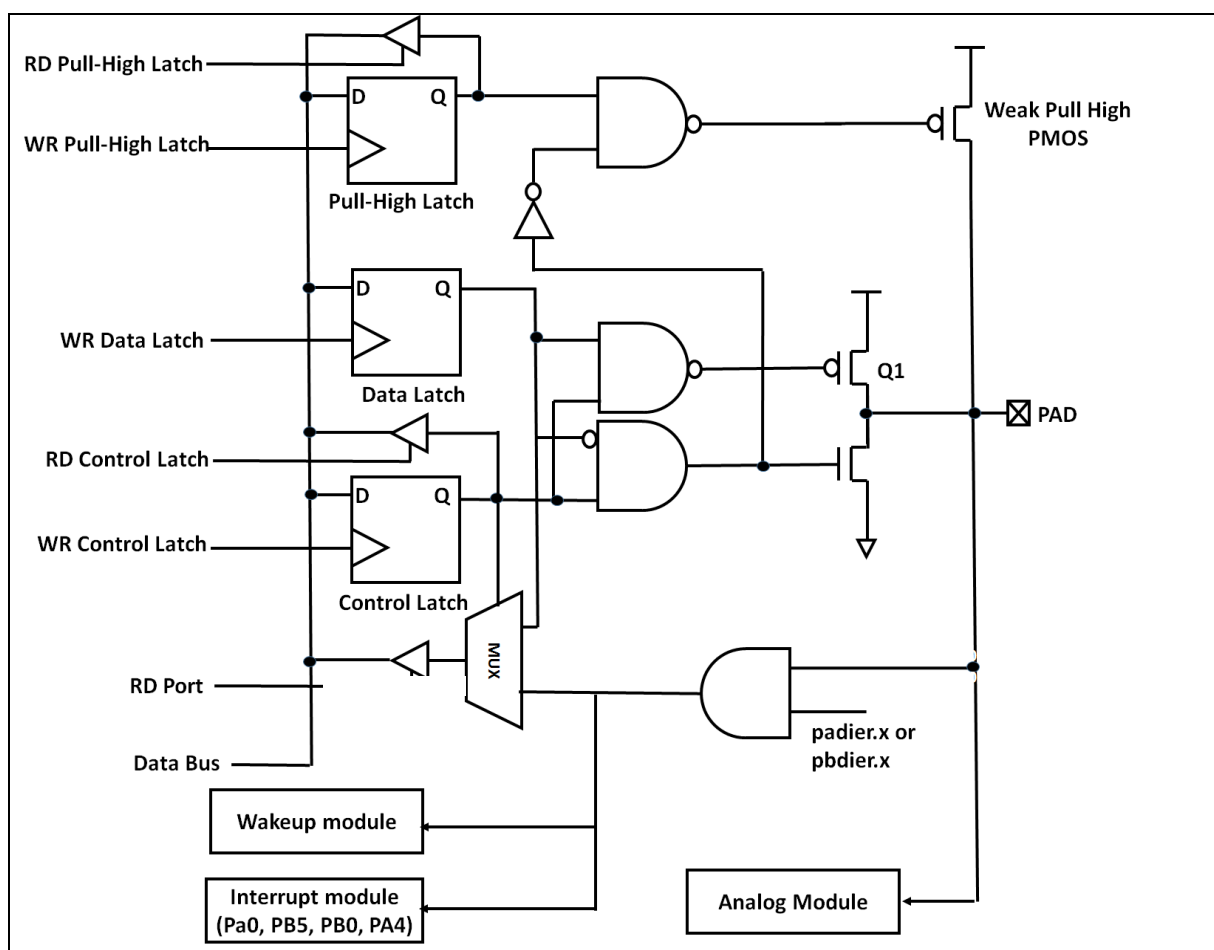 RD Pull-High Latch
D Q
WR Pull-High Latch
Pull-High Latch
Weak Pull High
PMOS
D Q
WR Data Latch
Data Latch
Q1
PAD
RD Control Latch
D Q
WR Control Latch
Control Latch
MUX
RD Port
padier.x or
pbdier.x
Data Bus
Wakeup module
Interrupt module
(Pa0, PB5, PB0, PA4)
Analog Module